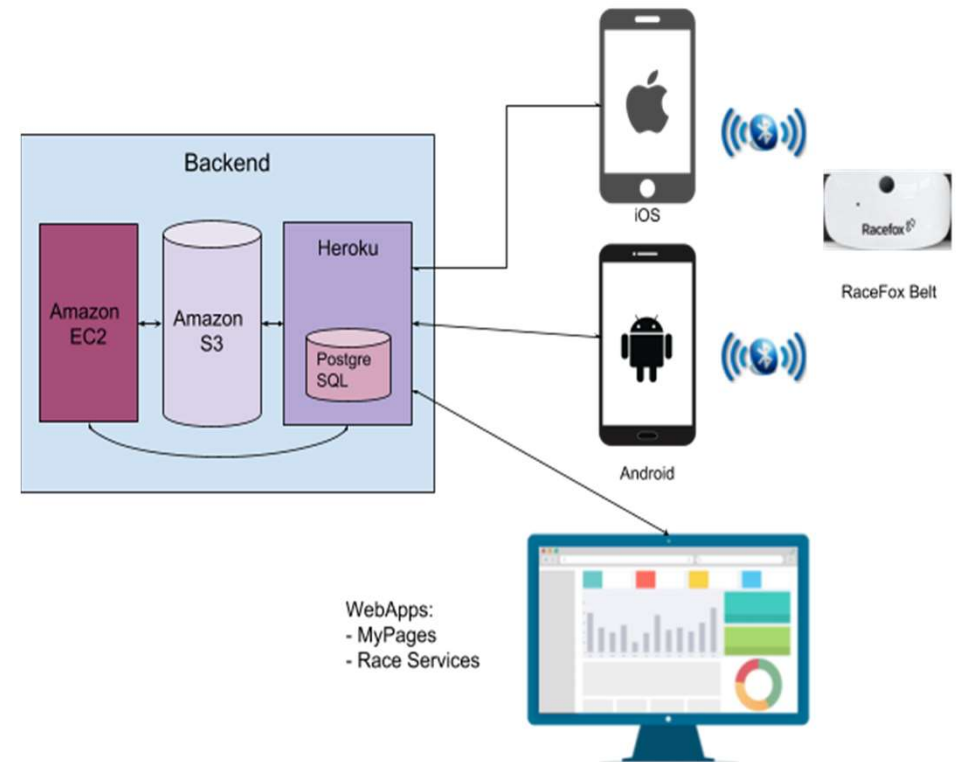 Backend
Amazon
EC2
Amazon
S3
Heroku
Postgre
SQL
iOS
Android
Racefox
RaceFox Belt
WebApps:
- MyPages
- Race Services